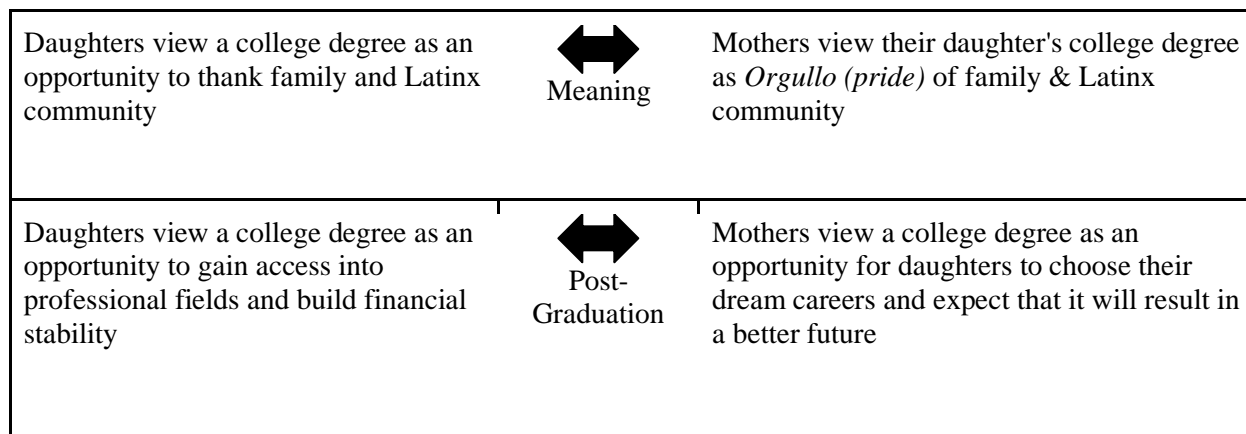 Daughters view a college degree as an
opportunity to thank family and Latinx
community
Meaning
Mothers view their daughter's college degree
as Orgullo (pride) of family & Latinx
community
Daughters view a college degree as an
opportunity to gain access into
professional fields and build financial
stability
Post-
Graduation
Mothers view a college degree as an
opportunity for daughters to choose their
dream careers and expect that it will result in
a better future